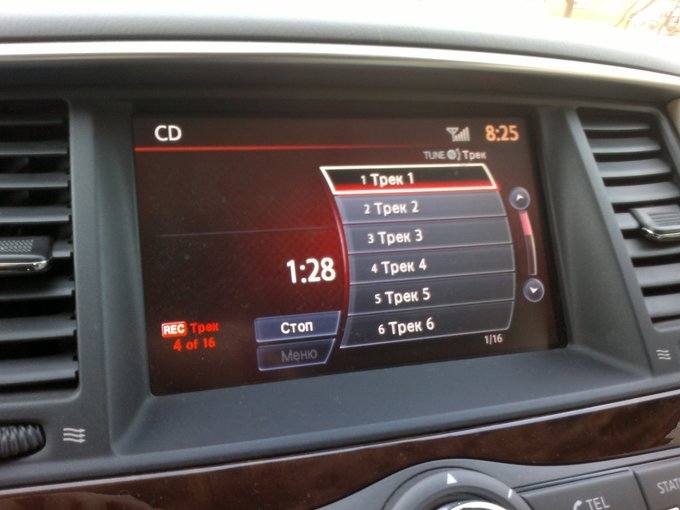 CD
8:25
TUNE Трек
1 Трек 1
2 Трек 2
3 Трек 3
4 Трек 4
5 Трек 5
6 Трек 6
1:28
REC Трек
4 of 16
Стоп
Меню
1/16
TEL